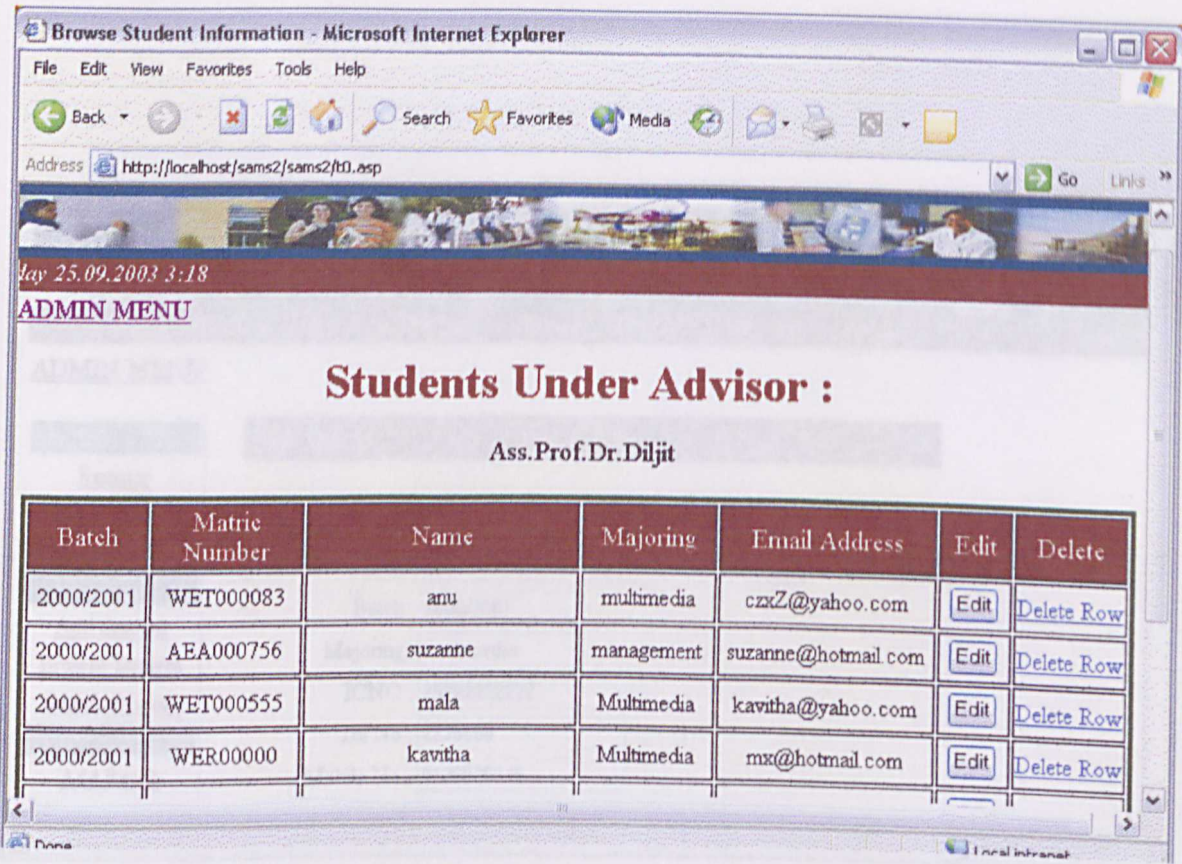 Browse Student Information - Microsoft Internet Explorer
File Edit View Favorites Tools Help
Back Search Favorites Media
Address http://localhost/sams2/sams2/t0.asp Go Links »
day 25.09.2003 3:18
ADMIN MENU
Students Under Advisor :
Ass.Prof.Dr.Diljit
Batch Matric Number Name Majoring Email Address Edit Delete
2000/2001 WET000083 anu multimedia czxZ@yahoo.com Edit Delete Row
2000/2001 AEA000756 suzanne management suzanne@hotmail.com Edit Delete Row
2000/2001 WET000555 mala Multimedia kavitha@yahoo.com Edit Delete Row
2000/2001 WER00000 kavitha Multimedia mx@hotmail.com Edit Delete Row
Done Local intranet